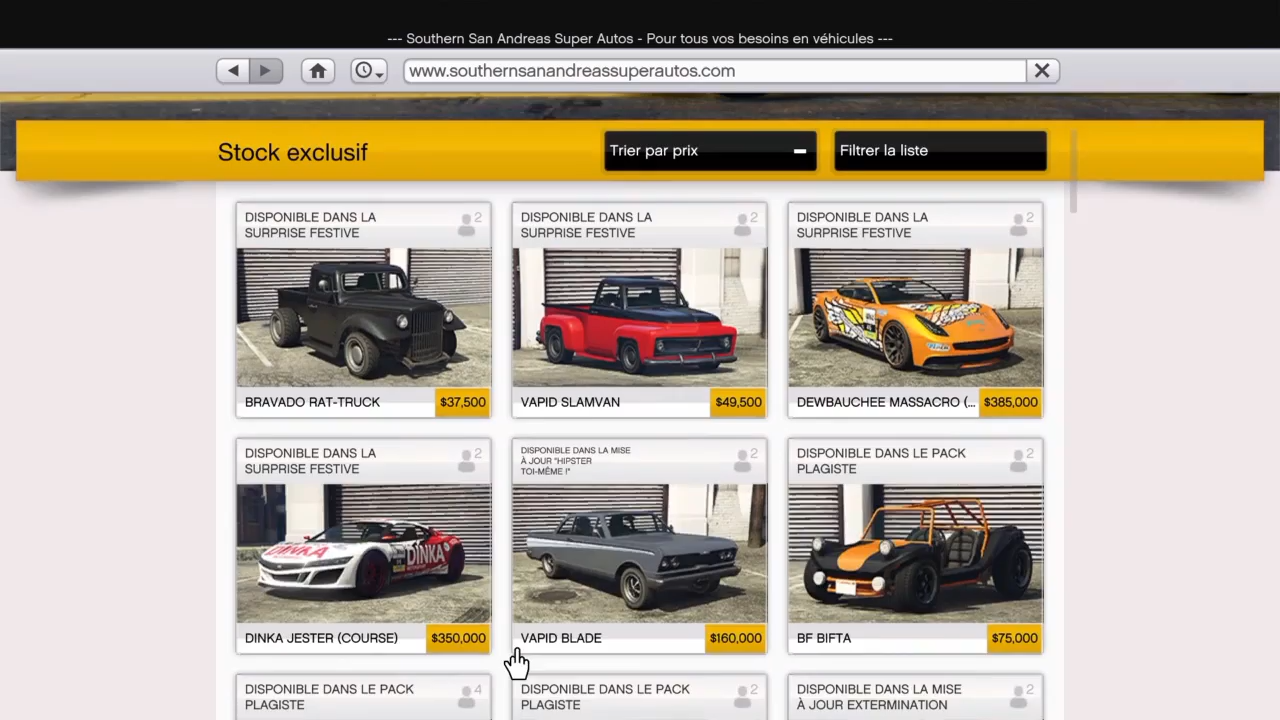 --- Southern San Andreas Super Autos - Pour tous vos besoins en véhicules ---
www.southernsanandreassuperautos.com
Stock exclusif
Trier par prix
Filtrer la liste
DISPONIBLE DANS LA
SURPRISE FESTIVE
2
BRAVADO RAT-TRUCK
$37,500
DISPONIBLE DANS LA
SURPRISE FESTIVE
2
VAPID SLAMVAN
$49,500
DISPONIBLE DANS LA
SURPRISE FESTIVE
2
DEWBAUCHEE MASSACRO (...
$385,000
DISPONIBLE DANS LA
SURPRISE FESTIVE
2
DINKA
DINKA
DINKA JESTER (COURSE)
$350,000
DISPONIBLE DANS LA MISE
À JOUR "HIPSTER
TOI-MÊME !"
2
VAPID BLADE
$160,000
DISPONIBLE DANS LE PACK
PLAGISTE
2
BF BIFTA
$75,000
DISPONIBLE DANS LE PACK
PLAGISTE
4
DISPONIBLE DANS LE PACK
PLAGISTE
2
DISPONIBLE DANS LA MISE
À JOUR EXTERMINATION
2